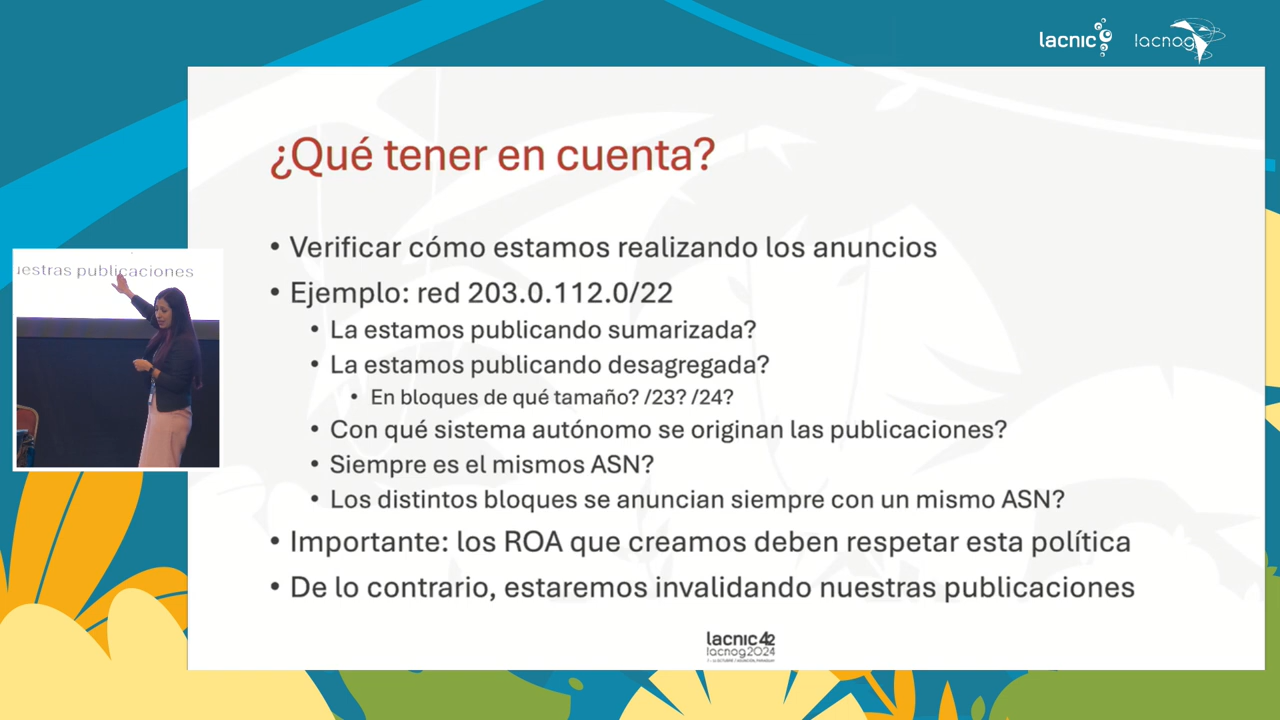 lacnic
lacnog
¿Qué tener en cuenta?
• Verificar cómo estamos realizando los anuncios
• Ejemplo: red 203.0.112.0/22
• La estamos publicando sumarizada?
• La estamos publicando desagregada?
• En bloques de qué tamaño? /23? /24?
• Con qué sistema autónomo se originan las publicaciones?
• Siempre es el mismos ASN?
• Los distintos bloques se anuncian siempre con un mismo ASN?
• Importante: los ROA que creamos deben respetar esta política
• De lo contrario, estaremos invalidando nuestras publicaciones
uestras publicaciones
lacnic42
lacnog2024